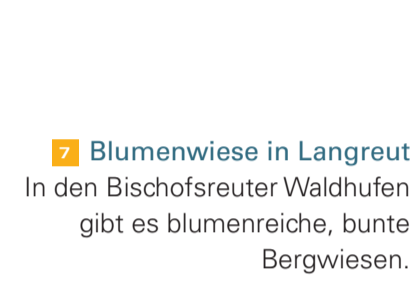 7 Blumenwiese in Langreut
In den Bischofsreuter Waldhufen
gibt es blumenreiche, bunte
Bergwiesen.